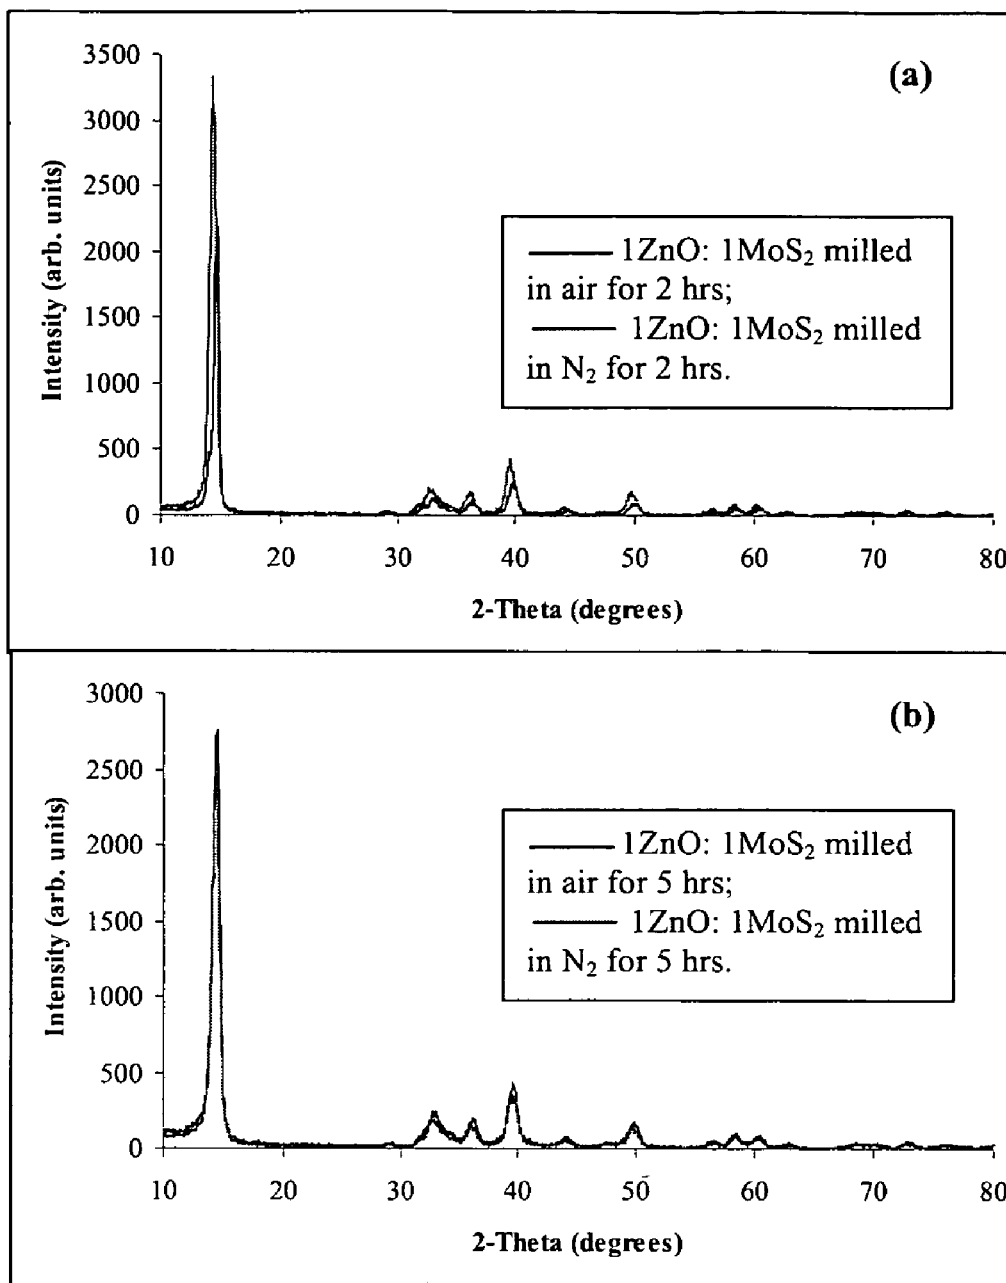 (a)
3500
3000
2500
2000
1500
1000
500
0
Intensity (arb. units)
1ZnO: 1MoS₂ milled
in air for 2 hrs;
1ZnO: 1MoS₂ milled
in N₂ for 2 hrs.
10 20 30 40 50 60 70 80
2-Theta (degrees)
(b)
3000
2500
2000
1500
1000
500
0
Intensity (arb. units)
1ZnO: 1MoS₂ milled
in air for 5 hrs;
1ZnO: 1MoS₂ milled
in N₂ for 5 hrs.
10 20 30 40 50 60 70 80
2-Theta (degrees)